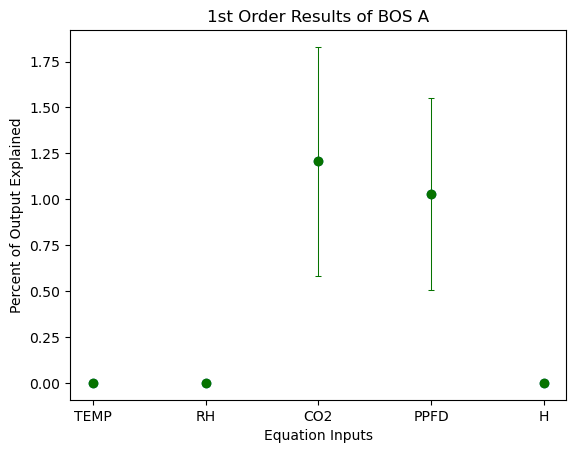 1st Order Results of BOS A
Percent of Output Explained
1.75
1.50
1.25
1.00
0.75
0.50
0.25
0.00
TEMP RH CO2 PPFD H
Equation Inputs